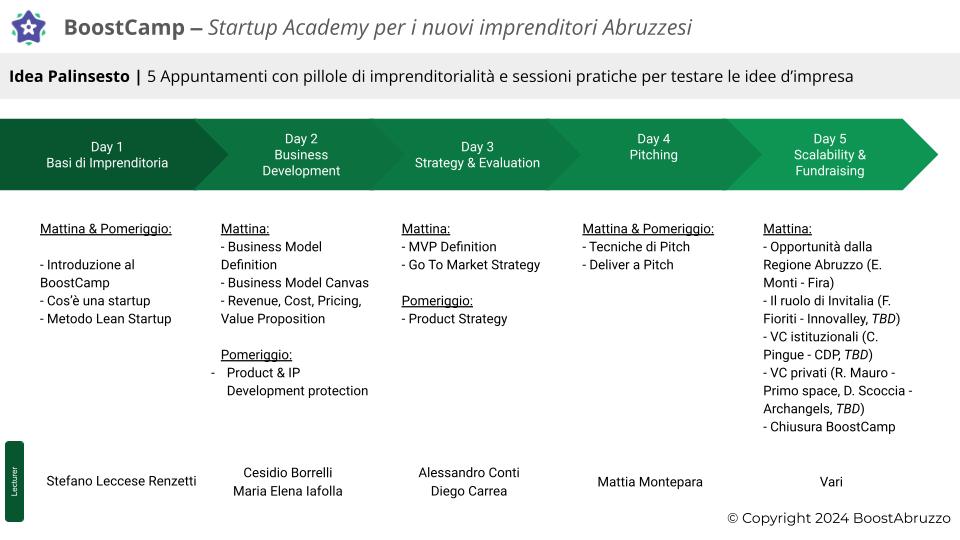 BoostCamp – Startup Academy per i nuovi imprenditori Abruzzesi
Idea Palinsesto | 5 Appuntamenti con pillole di imprenditorialità e sessioni pratiche per testare le idee d’impresa
Day 1
Basi di Imprenditoria
Day 2
Business
Development
Day 3
Strategy & Evaluation
Day 4
Pitching
Day 5
Scalability &
Fundraising
Mattina & Pomeriggio:
- Introduzione al
BoostCamp
- Cos’è una startup
- Metodo Lean Startup
Mattina:
- Business Model
Definition
- Business Model Canvas
- Revenue, Cost, Pricing,
Value Proposition
Pomeriggio:
- Product & IP
Development protection
Mattina:
- MVP Definition
- Go To Market Strategy
Pomeriggio:
- Product Strategy
Mattina & Pomeriggio:
- Tecniche di Pitch
- Deliver a Pitch
Mattina:
- Opportunità dalla
Regione Abruzzo (E.
Monti - Fira)
- Il ruolo di Invitalia (F.
Fioriti - Innovalley, TBD)
- VC istituzionali (C.
Pingue - CDP, TBD)
- VC privati (R. Mauro -
Primo space, D. Scoccia -
Archangels, TBD)
- Chiusura BoostCamp
Lecturer
Stefano Leccese Renzetti
Cesidio Borrelli
Maria Elena Iafolla
Alessandro Conti
Diego Carrea
Mattia Montepara
Vari
© Copyright 2024 BoostAbruzzo